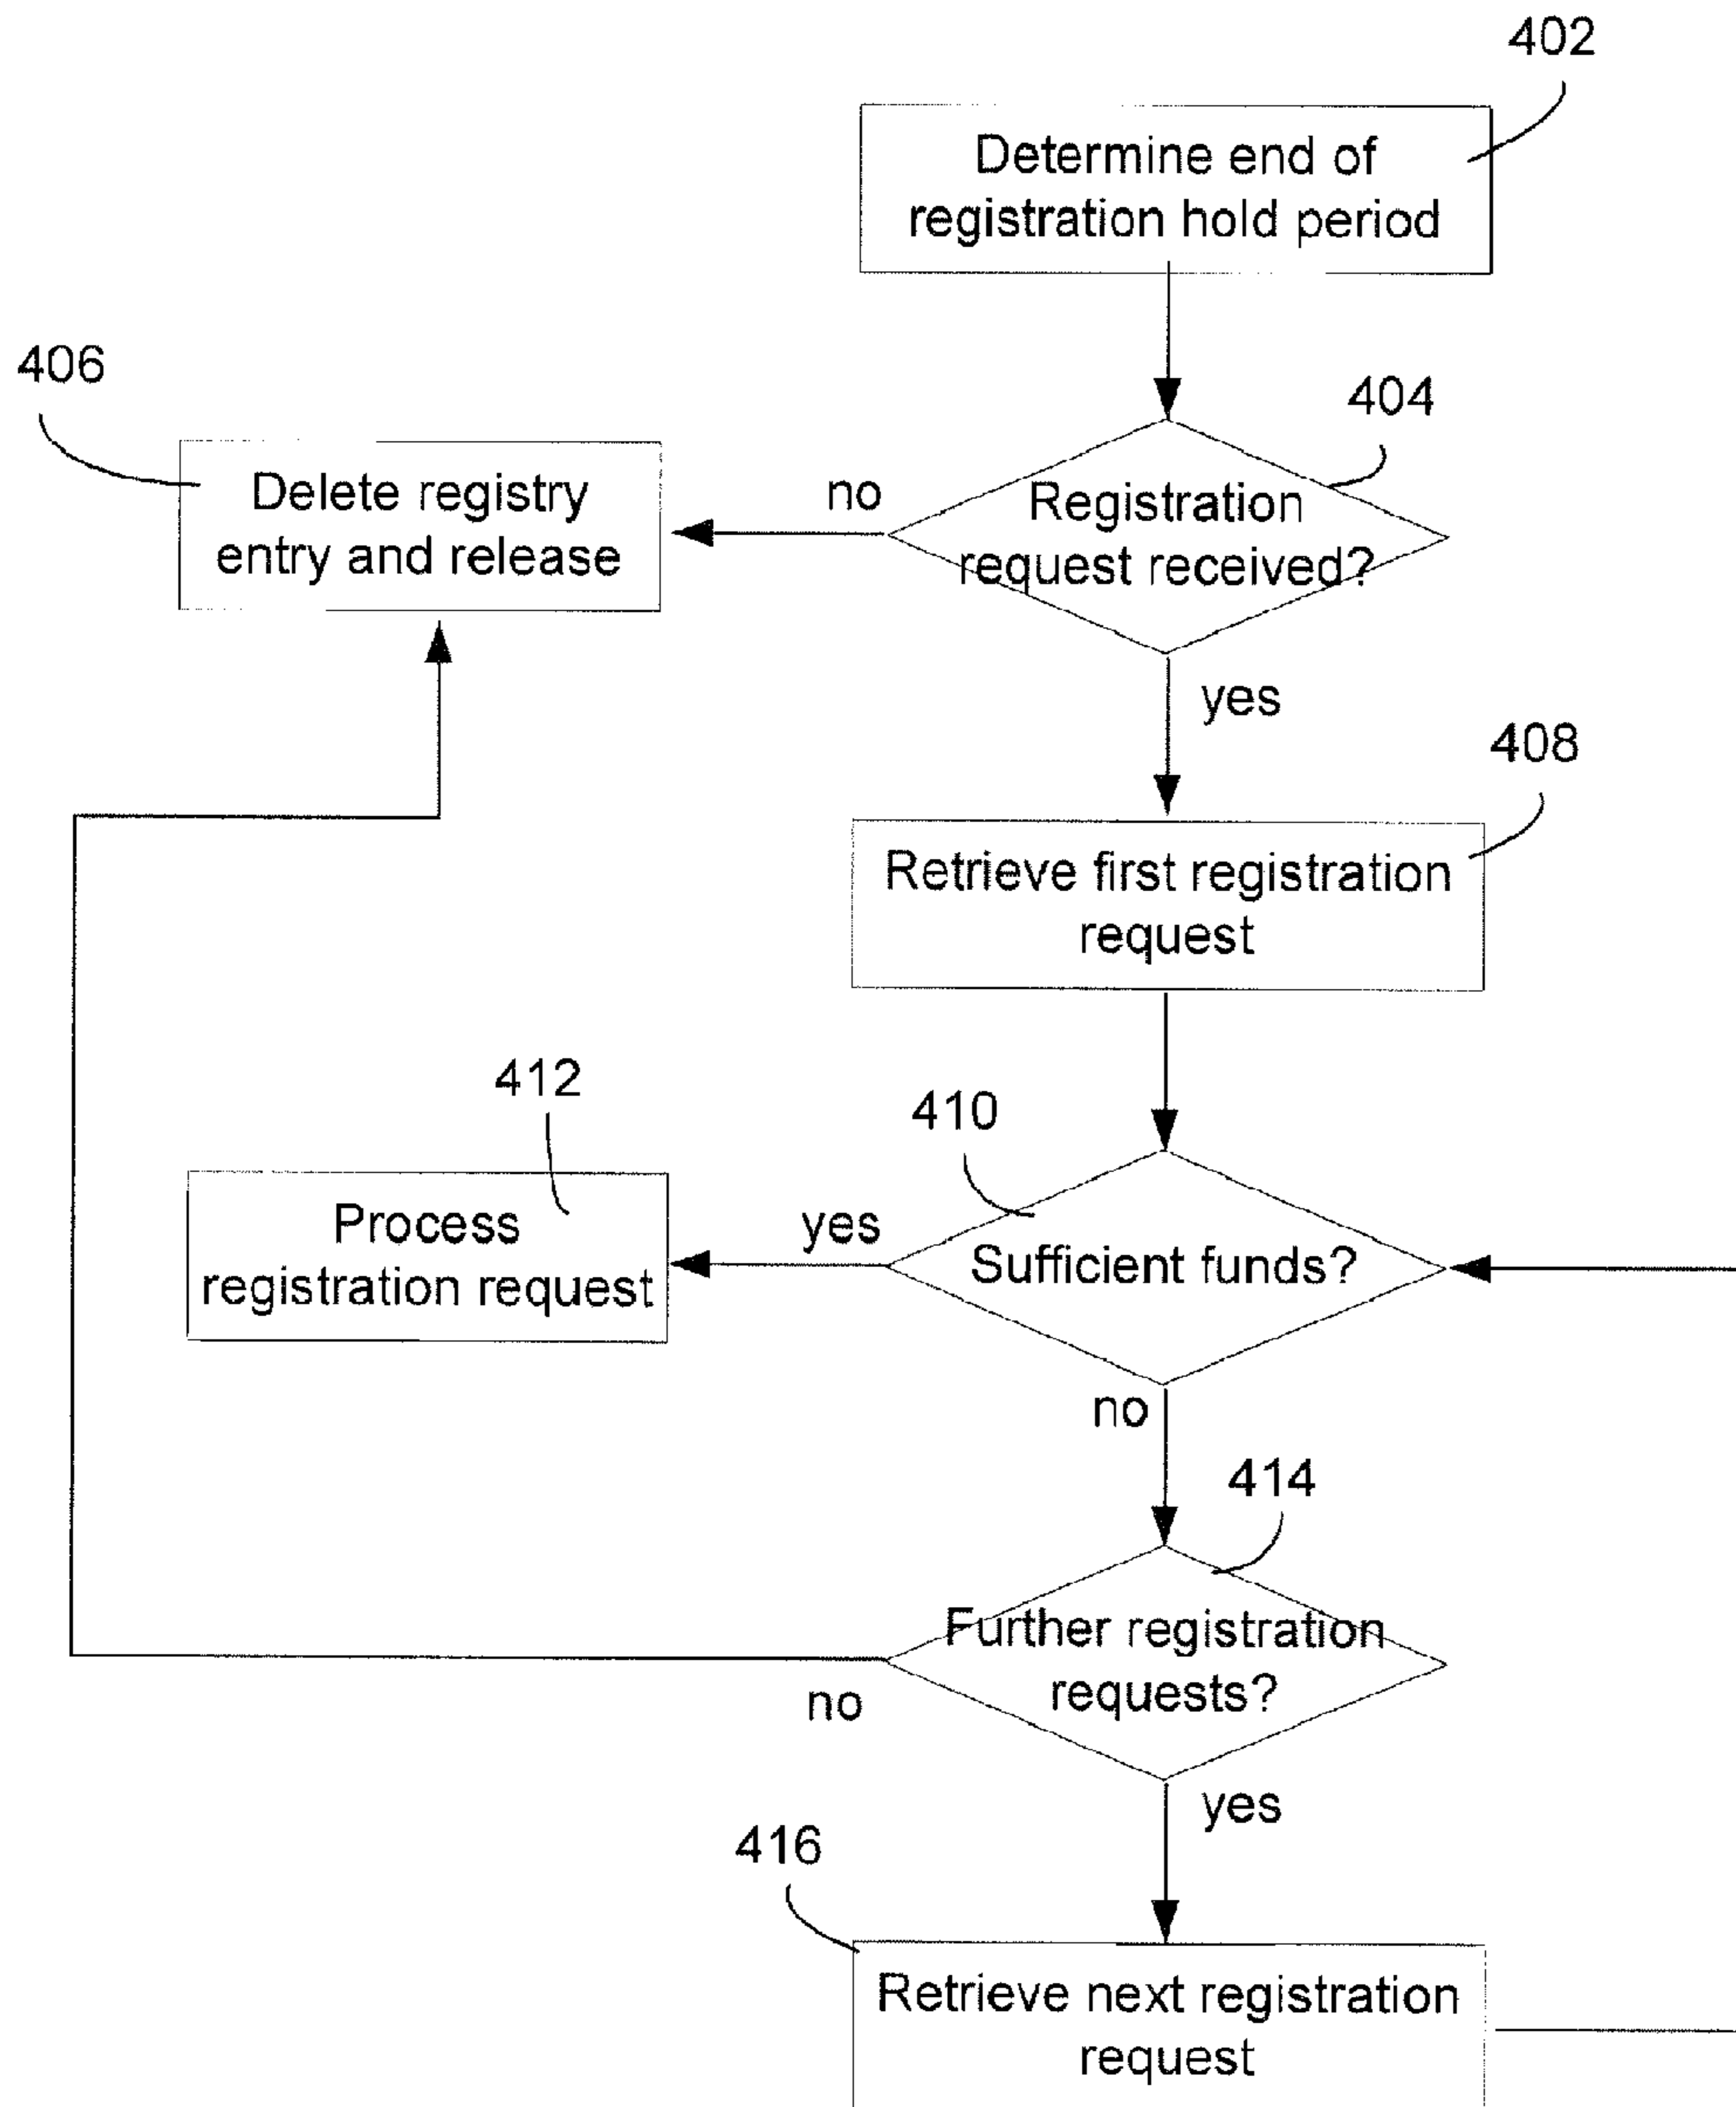 402
Determine end of
registration hold period
406
404
Delete registry
entry and release
no
Registration
request received?
yes
408
Retrieve first registration
request
412
410
Process
registration request
yes
Sufficient funds?
no
414
Further registration
requests?
no
yes
416
Retrieve next registration
request